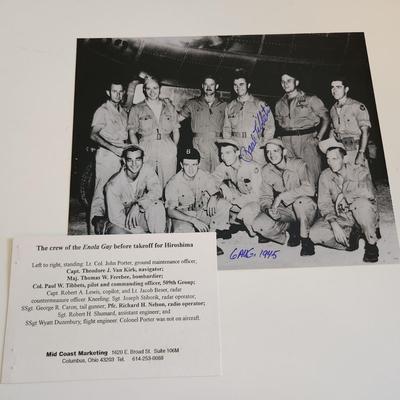 Paul Tibbets
6 AUG. 1945
The crew of the Enola Gay before takeoff for Hiroshima
Left to right, standing: Lt. Col. John Porter, ground maintenance officer,
Capt. Theodore J. Van Kirk, navigator;
Maj. Thomas W. Ferebee, bombardier;
Col. Paul W. Tibbets, pilot and commanding officer, 509th Group;
Capt. Robert A. Lewis, copilot; and Lt. Jacob Beser, radar
countermeasure officer. Kneeling: Sgt. Joseph Stiborik, radar operator,
SSgt. George R. Caron, tail gunner; Pfc. Richard H. Nelson, radio operator;
Sgt. Robert H. Shumard, assistant engineer; and
SSgt Wyatt Duzenbury, flight engineer. Colonel Porter was not on aircraft.
Mid Coast Marketing 1620 E. Broad St. Suite 106M
Columbus, Ohio 43203 Tel. 614-253-0088